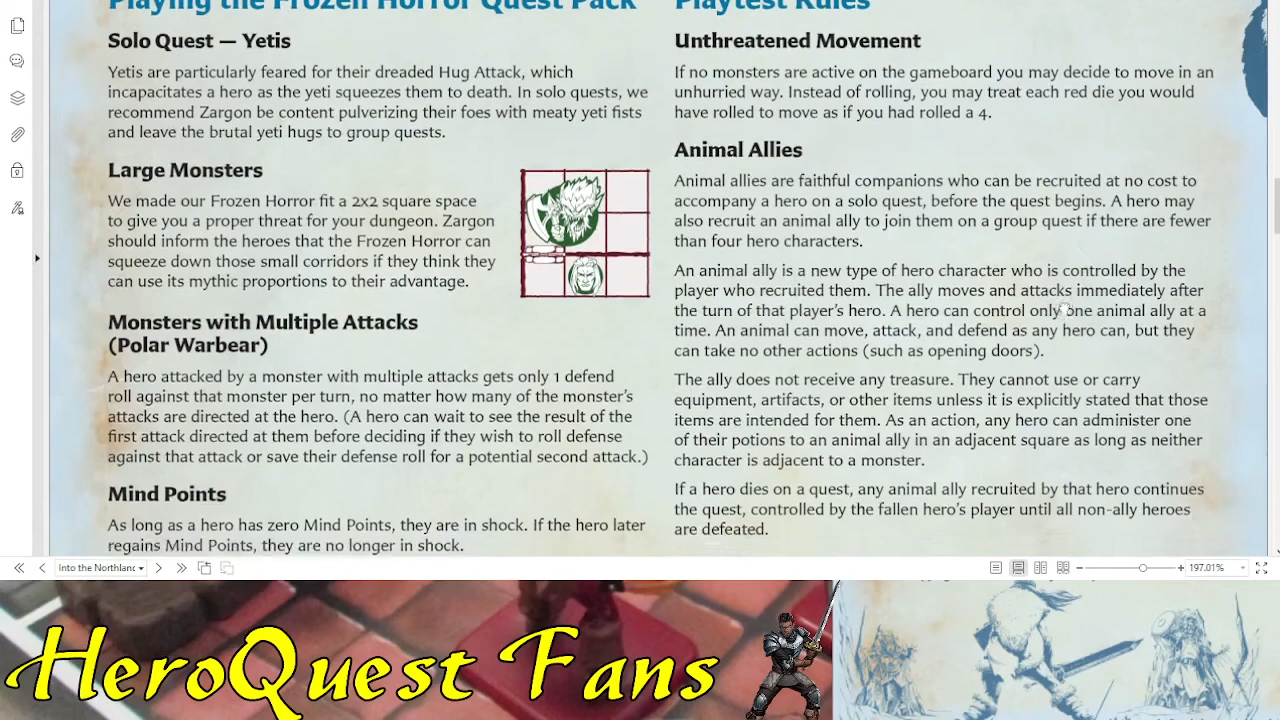 Playing the Frozen Horror Quest Pack
Solo Quest — Yetis
Yetis are particularly feared for their dreaded Hug Attack, which
incapacitates a hero as the yeti squeezes them to death. In solo quests, we
recommend Zargon be content pulverizing their foes with meaty yeti fists
and leave the brutal yeti hugs to group quests.
Large Monsters
We made our Frozen Horror fit a 2x2 square space
to give you a proper threat for your dungeon. Zargon
should inform the heroes that the Frozen Horror can
squeeze down those small corridors if they think they
can use its mythic proportions to their advantage.
Monsters with Multiple Attacks
(Polar Warbear)
A hero attacked by a monster with multiple attacks gets only 1 defend
roll against that monster per turn, no matter how many of the monster's
attacks are directed at the hero. (A hero can wait to see the result of the
first attack directed at them before deciding if they wish to roll defense
against that attack or save their defense roll for a potential second attack.)
Mind Points
As long as a hero has zero Mind Points, they are in shock. If the hero later
regains Mind Points, they are no longer in shock.
Playtest Rules
Unthreatened Movement
If no monsters are active on the gameboard you may decide to move in an
unhurried way. Instead of rolling, you may treat each red die you would
have rolled to move as if you had rolled a 4.
Animal Allies
Animal allies are faithful companions who can be recruited at no cost to
accompany a hero on a solo quest, before the quest begins. A hero may
also recruit an animal ally to join them on a group quest if there are fewer
than four hero characters.
An animal ally is a new type of hero character who is controlled by the
player who recruited them. The ally moves and attacks immediately after
the turn of that player's hero. A hero can control only one animal ally at a
time. An animal can move, attack, and defend as any hero can, but they
can take no other actions (such as opening doors).
The ally does not receive any treasure. They cannot use or carry
equipment, artifacts, or other items unless it is explicitly stated that those
items are intended for them. As an action, any hero can administer one
of their potions to an animal ally in an adjacent square as long as neither
character is adjacent to a monster.
If a hero dies on a quest, any animal ally recruited by that hero continues
the quest, controlled by the fallen hero's player until all non-ally heroes
are defeated.
Into the Northlanc
197.01%
HeroQuest Fans